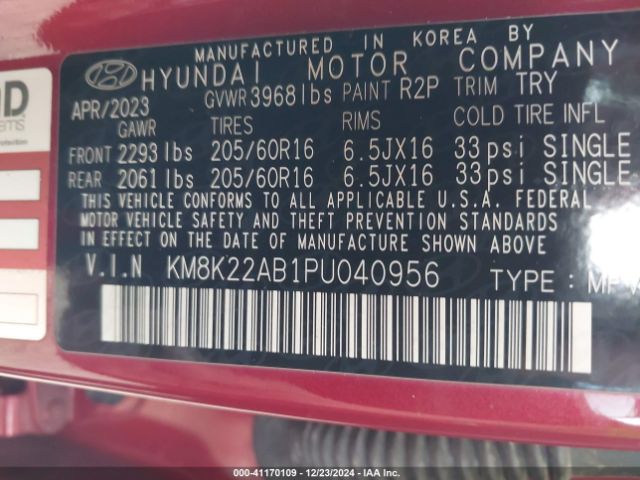 MANUFACTURED IN KOREA BY
HYUNDAI MOTOR COMPANY
APR/2023 GVWR 3968 lbs PAINT R2P TRIM TRY
GAWR TIRES RIMS COLD TIRE INFL
FRONT 2293 lbs 205/60R16 6.5JX16 33 psi SINGLE
REAR 2061 lbs 205/60R16 6.5JX16 33 psi SINGLE
THIS VEHICLE CONFORMS TO ALL APPLICABLE U.S.A. FEDERAL
MOTOR VEHICLE SAFETY AND THEFT PREVENTION STANDARDS
IN EFFECT ON THE DATE OF MANUFACTURE SHOWN ABOVE
V.I.N KM8K22AB1PU040956 TYPE : MPV
000-41170109 - 12/23/2024 - IAAI.COM